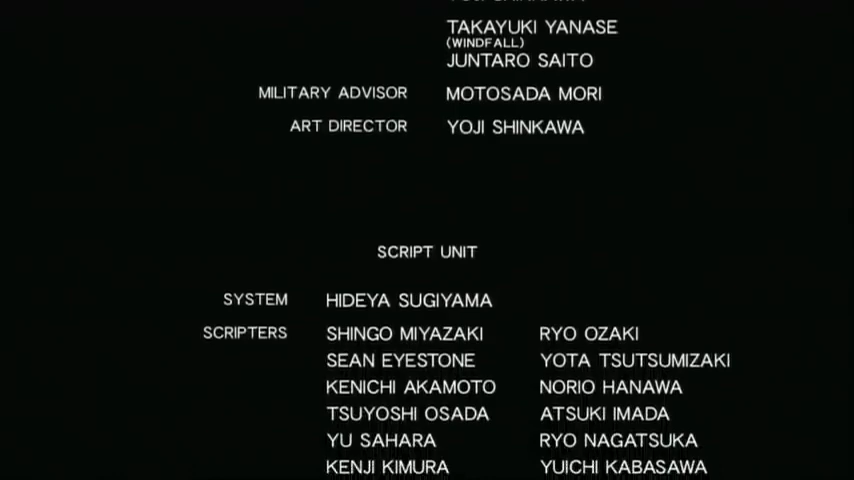 TAKAYUKI YANASE
(WINDFALL)
JUNTARO SAITO
MILITARY ADVISOR MOTOSADA MORI
ART DIRECTOR YOJI SHINKAWA
SCRIPT UNIT
SYSTEM HIDEYA SUGIYAMA
SCRIPTERS SHINGO MIYAZAKI RYO OZAKI
SEAN EYESTONE YOTA TSUTSUMIZAKI
KENICHI AKAMOTO NORIO HANAWA
TSUYOSHI OSADA ATSUKI IMADA
YU SAHARA RYO NAGATSUKA
KENJI KIMURA YUICHI KABASAWA